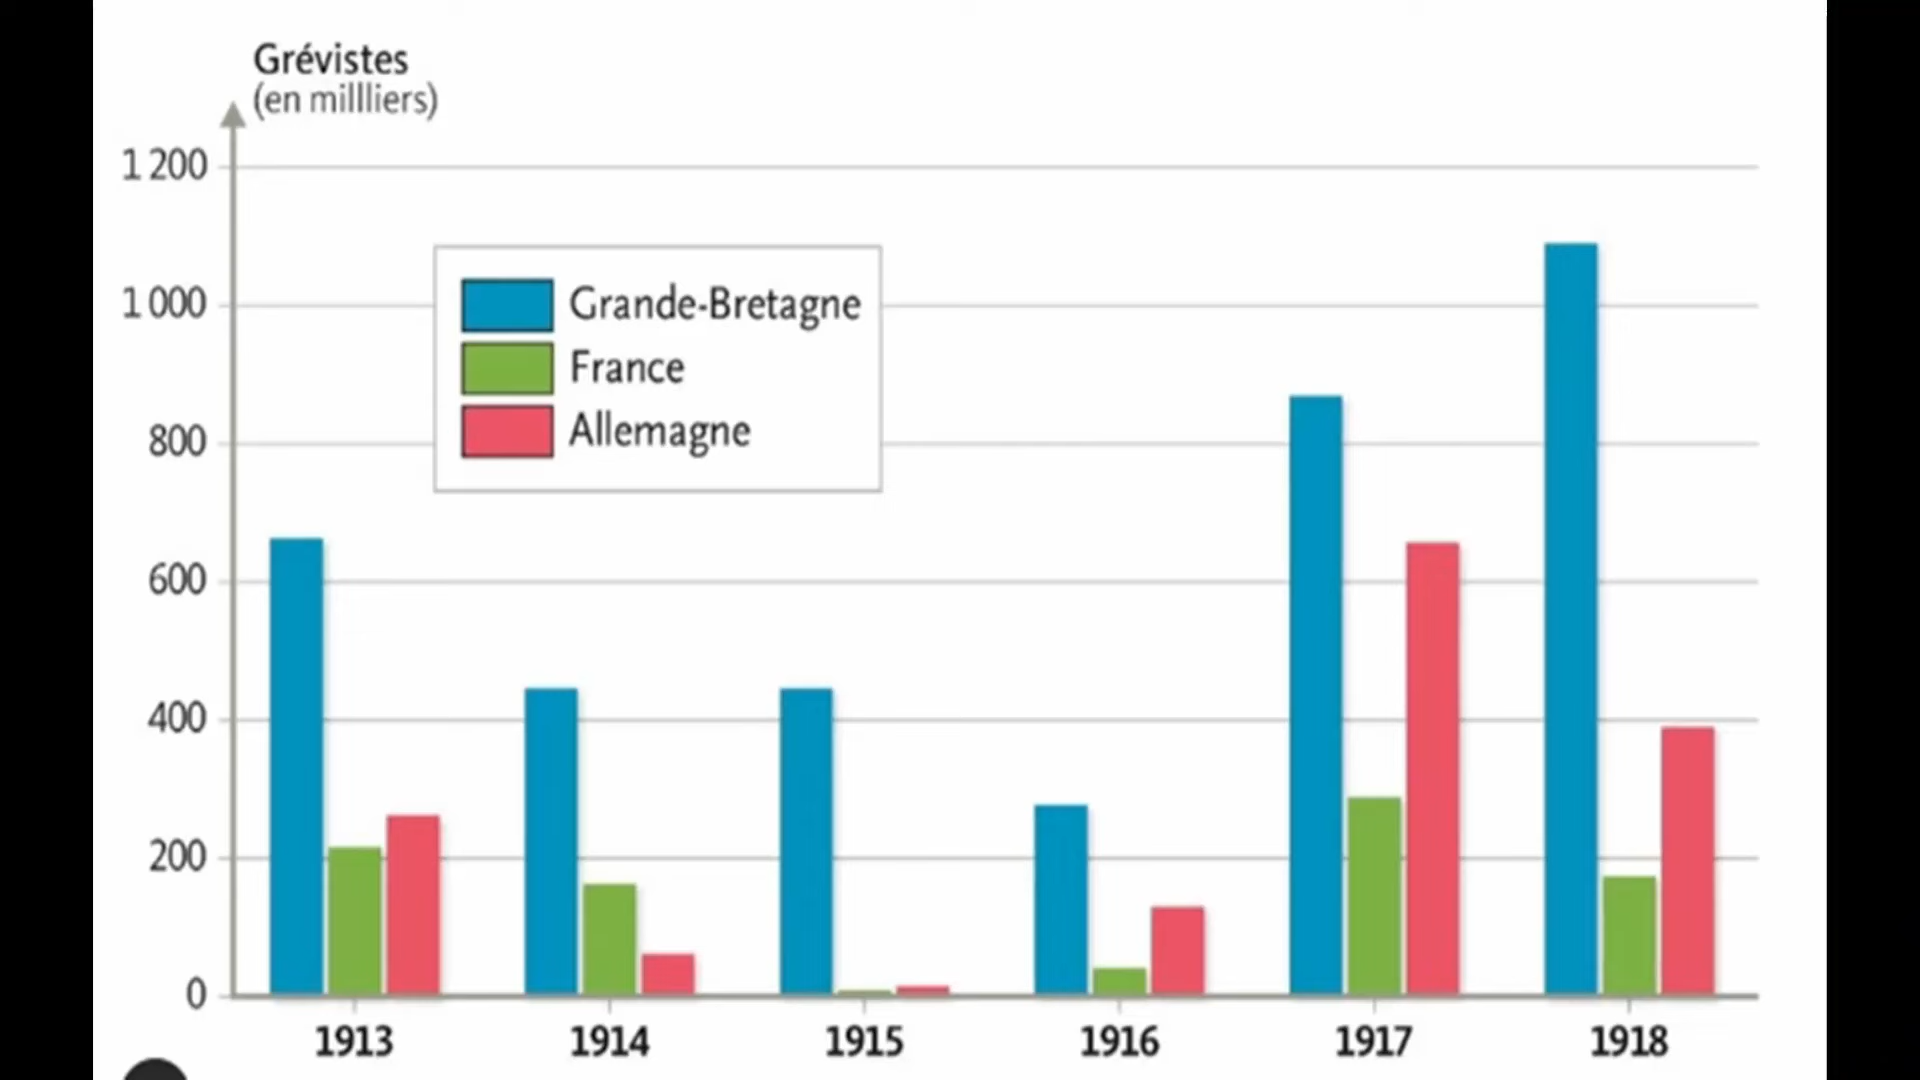 Grévistes
(en millliers)
1 200
1 000
800
600
400
200
0
Grande-Bretagne
France
Allemagne
1913 1914 1915 1916 1917 1918